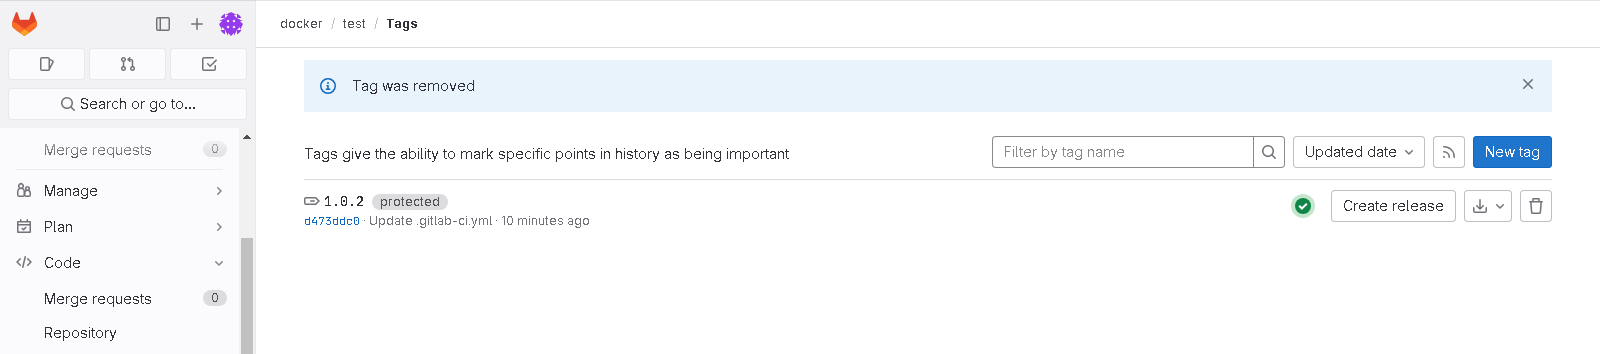 docker / test / Tags
Search or go to...
Merge requests 0
Manage
Plan
Code
Merge requests 0
Repository
Tag was removed
Tags give the ability to mark specific points in history as being important
Filter by tag name
Updated date
New tag
1.0.2 protected
d473ddc0 · Update .gitlab-ci.yml · 10 minutes ago
Create release